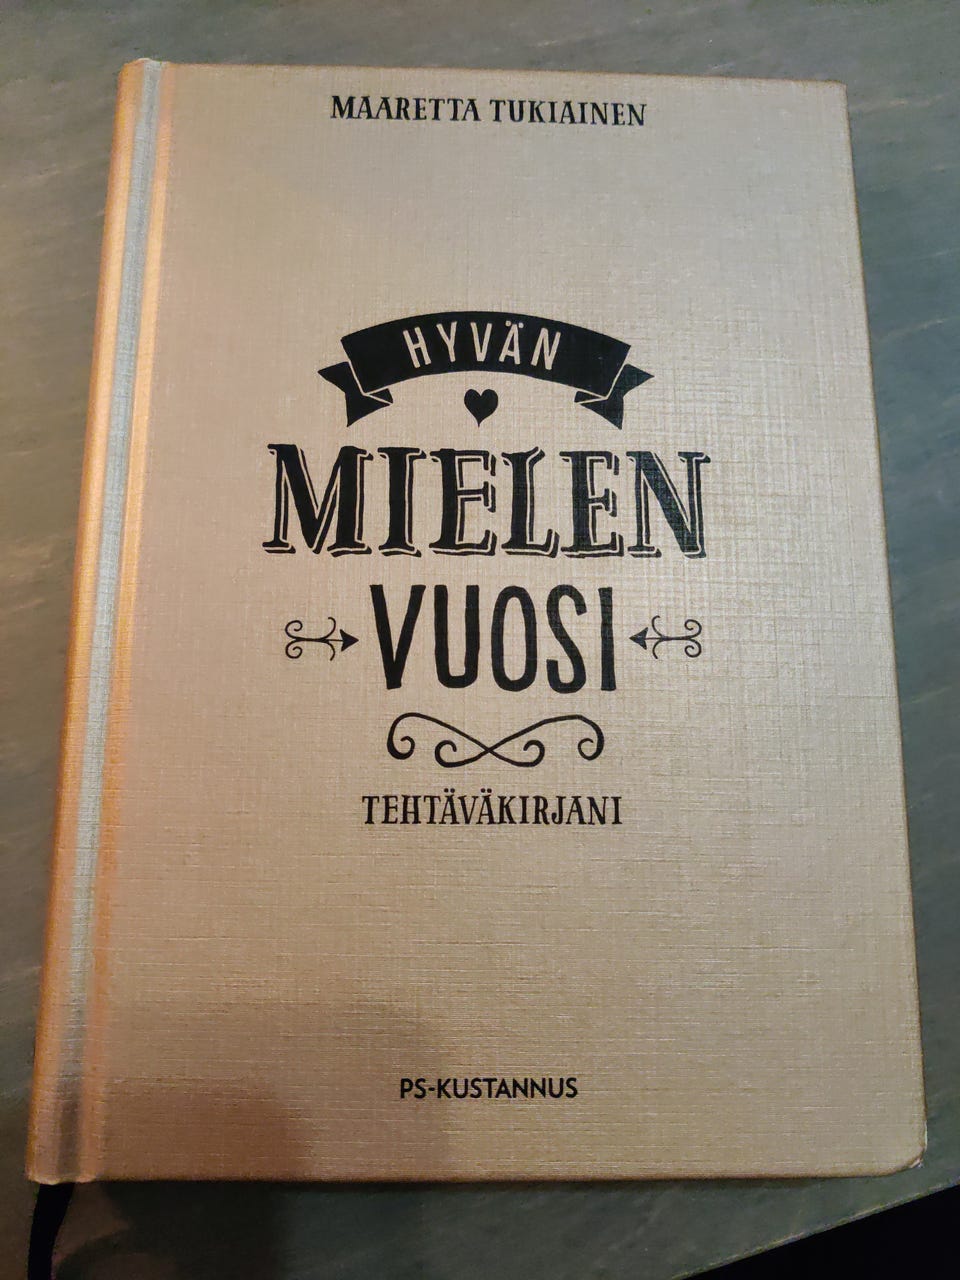 MAARETTA TUKIAINEN
HYVÄN
MIELEN
VUOSI
TEHTÄVÄKIRJANI
PS-KUSTANNUS